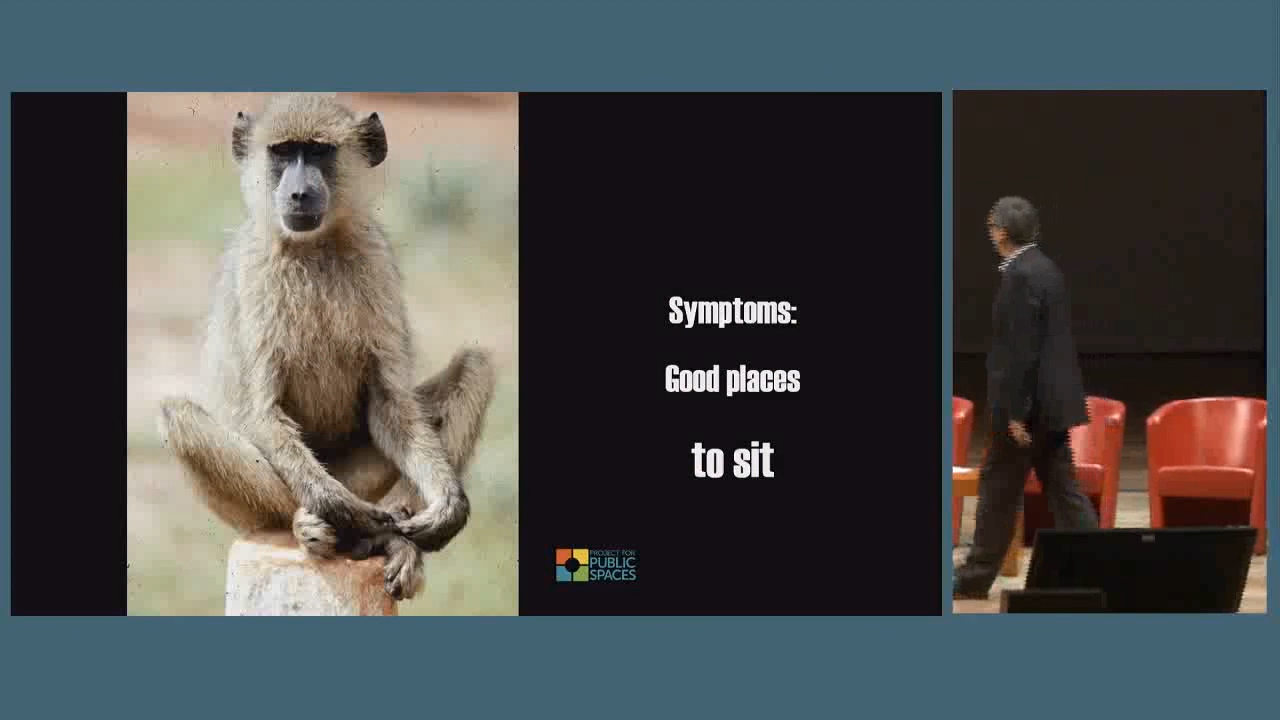 Symptoms:
Good places
to sit
PROJECT FOR
PUBLIC
SPACES